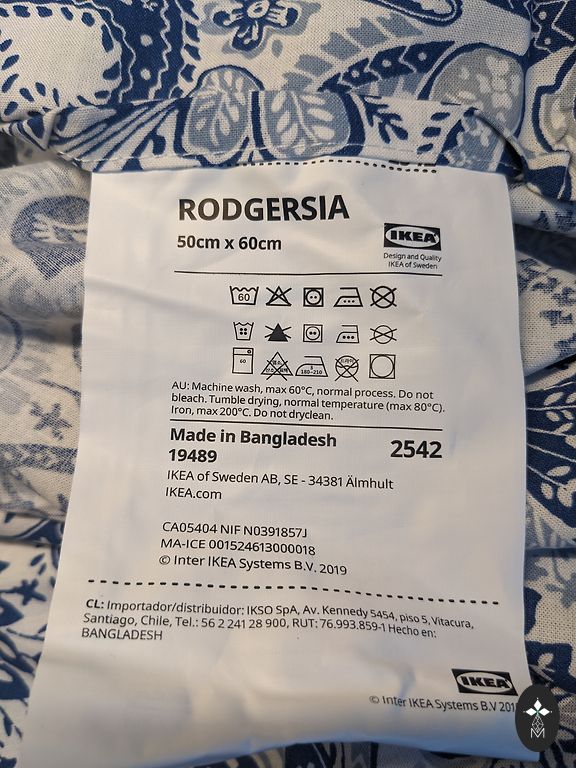 RODGERSIA
50cm x 60cm
IKEA
Design and Quality
IKEA of Sweden
60
60
180-210
AU: Machine wash, max 60°C, normal process. Do not
bleach. Tumble drying, normal temperature (max 80°C).
Iron, max 200°C. Do not dryclean.
Made in Bangladesh
2542
19489
IKEA of Sweden AB, SE - 34381 Älmhult
IKEA.com
CA05404 NIF N0391857J
MA-ICE 001524613000018
© Inter IKEA Systems B.V. 2019
CL: Importador/distribuidor: IKSO SpA, Av. Kennedy 5454, piso 5, Vitacura,
Santiago, Chile, Tel.: 56 2 241 28 900, RUT: 76.993.859-1 Hecho en:
BANGLADESH
IKEA
© Inter IKEA Systems B.V
M